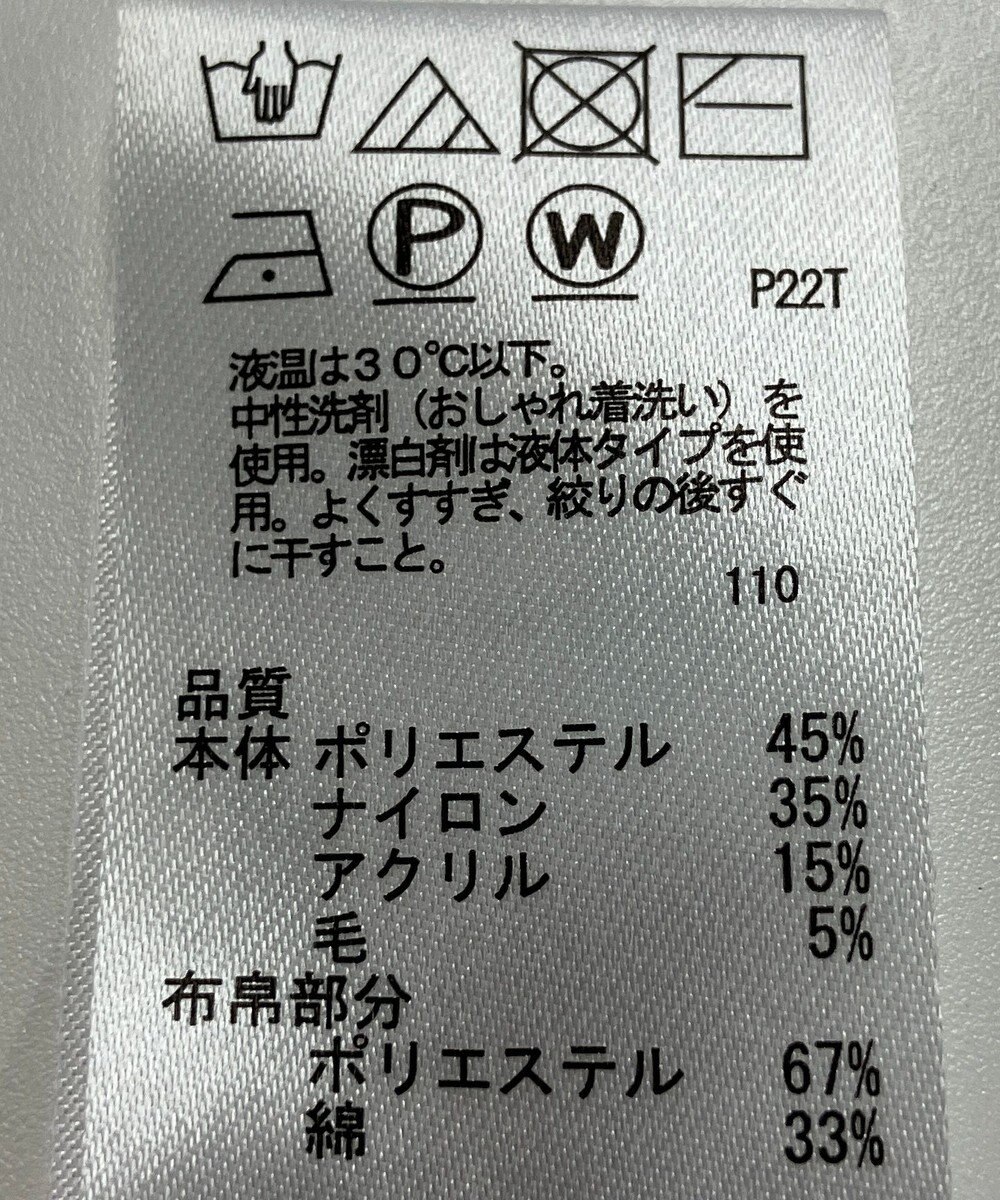 P W
P22T
液温は30℃以下。
中性洗剤（おしゃれ着洗い）を
使用。漂白剤は液体タイプを使
用。よくすすぎ、絞りの後すぐ
に干すこと。
110
品質
本体 ポリエステル 45%
ナイロン 35%
アクリル 15%
毛 5%
布帛部分
ポリエステル 67%
綿 33%